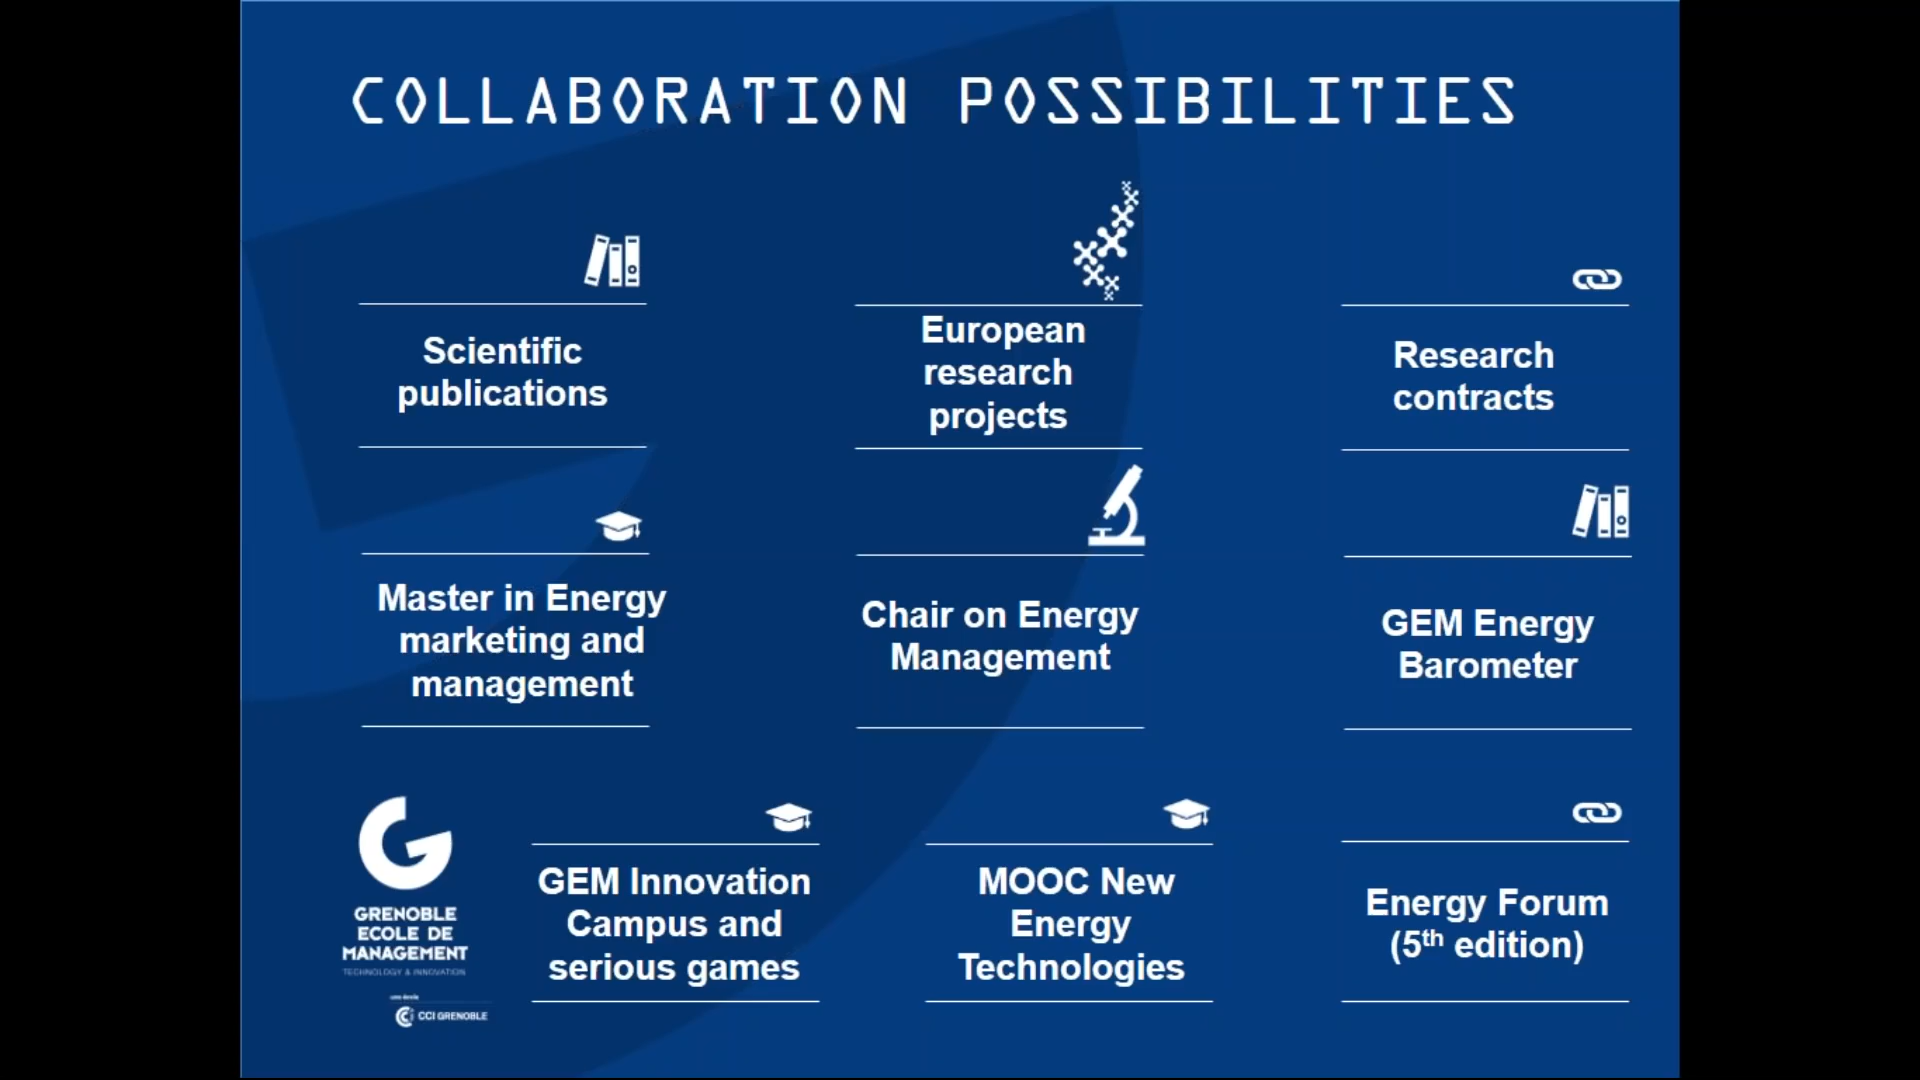 COLLABORATION POSSIBILITIES
Scientific
publications
European
research
projects
Research
contracts
Master in Energy
marketing and
management
Chair on Energy
Management
GEM Energy
Barometer
GRENOBLE
ECOLE DE
MANAGEMENT
TECHNOLOGY & INNOVATION
CCI GRENOBLE
GEM Innovation
Campus and
serious games
MOOC New
Energy
Technologies
Energy Forum
(5th edition)